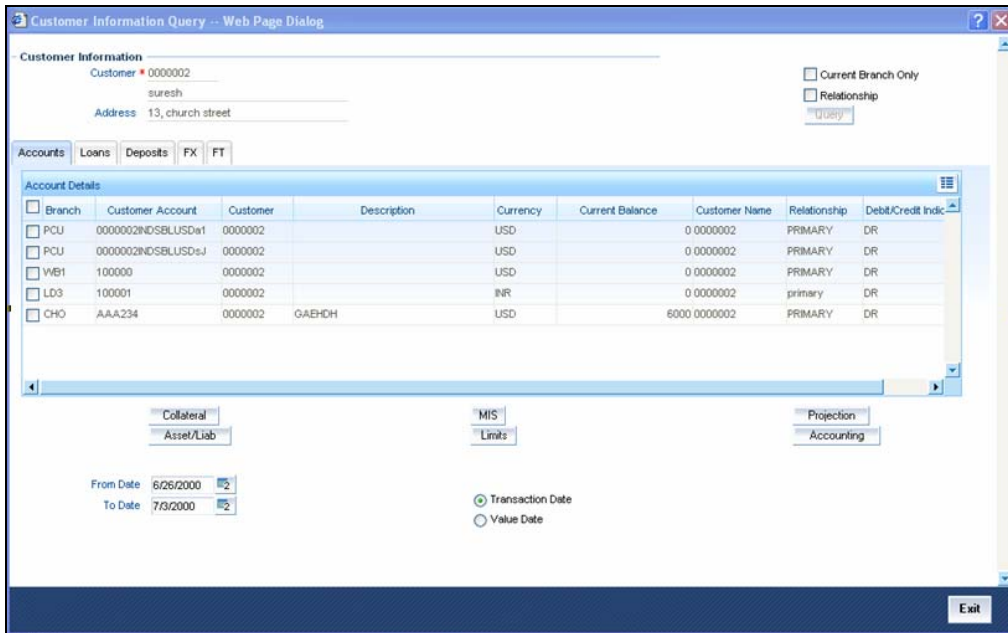 Customer Information Query -- Web Page Dialog
Customer Information
Customer * 0000002
suresh
Address 13, church street
Current Branch Only
Relationship
Query
Accounts Loans Deposits FX FT
Account Details
Branch Customer Account Customer Description Currency Current Balance Customer Name Relationship Debit/Credit Indic
PCU 0000002INDSBLUSDa1 0000002 USD 0 0000002 PRIMARY DR
PCU 0000002INDSBLUSDsJ 0000002 USD 0 0000002 PRIMARY DR
WB1 100000 0000002 USD 0 0000002 PRIMARY DR
LD3 100001 0000002 INR 0 0000002 primary DR
CHO AAA234 0000002 GAEHDH USD 6000 0000002 PRIMARY DR
Collateral MIS Projection
Asset/Liab Limits Accounting
From Date 6/26/2000
To Date 7/3/2000
Transaction Date
Value Date
Exit